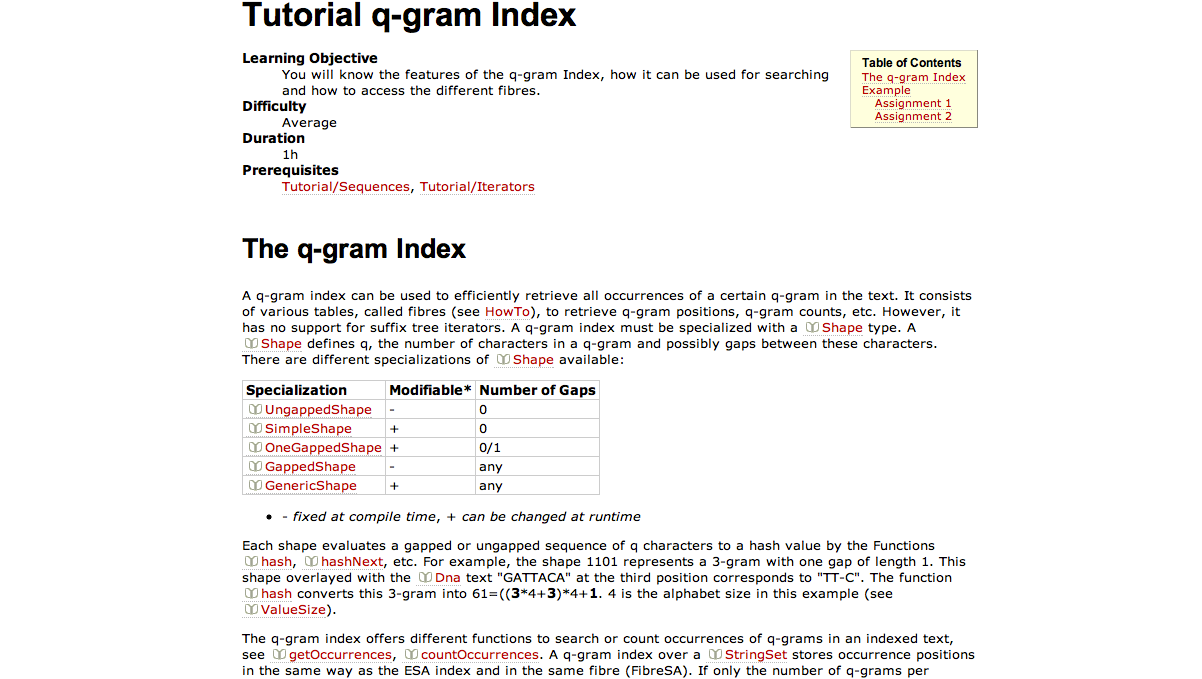 Tutorial q-gram Index
Learning Objective
You will know the features of the q-gram Index, how it can be used for searching
and how to access the different fibres.
Difficulty
Average
Duration
1h
Prerequisites
Tutorial/Sequences, Tutorial/Iterators
Table of Contents
The q-gram Index
Example
Assignment 1
Assignment 2
The q-gram Index
A q-gram index can be used to efficiently retrieve all occurrences of a certain q-gram in the text. It consists
of various tables, called fibres (see HowTo), to retrieve q-gram positions, q-gram counts, etc. However, it
has no support for suffix tree iterators. A q-gram index must be specialized with a Shape type. A
Shape defines q, the number of characters in a q-gram and possibly gaps between these characters.
There are different specializations of Shape available:
Specialization Modifiable* Number of Gaps
UngappedShape - 0
SimpleShape + 0
OneGappedShape + 0/1
GappedShape - any
GenericShape + any
• - fixed at compile time, + can be changed at runtime
Each shape evaluates a gapped or ungapped sequence of q characters to a hash value by the Functions
hash, hashNext, etc. For example, the shape 1101 represents a 3-gram with one gap of length 1. This
shape overlayed with the Dna text "GATTACA" at the third position corresponds to "TT-C". The function
hash converts this 3-gram into 61=((3*4+3)*4+1. 4 is the alphabet size in this example (see
ValueSize).
The q-gram index offers different functions to search or count occurrences of q-grams in an indexed text,
see getOccurrences, countOccurrences. A q-gram index over a StringSet stores occurrence positions
in the same way as the ESA index and in the same fibre (FibreSA). If only the number of q-grams per